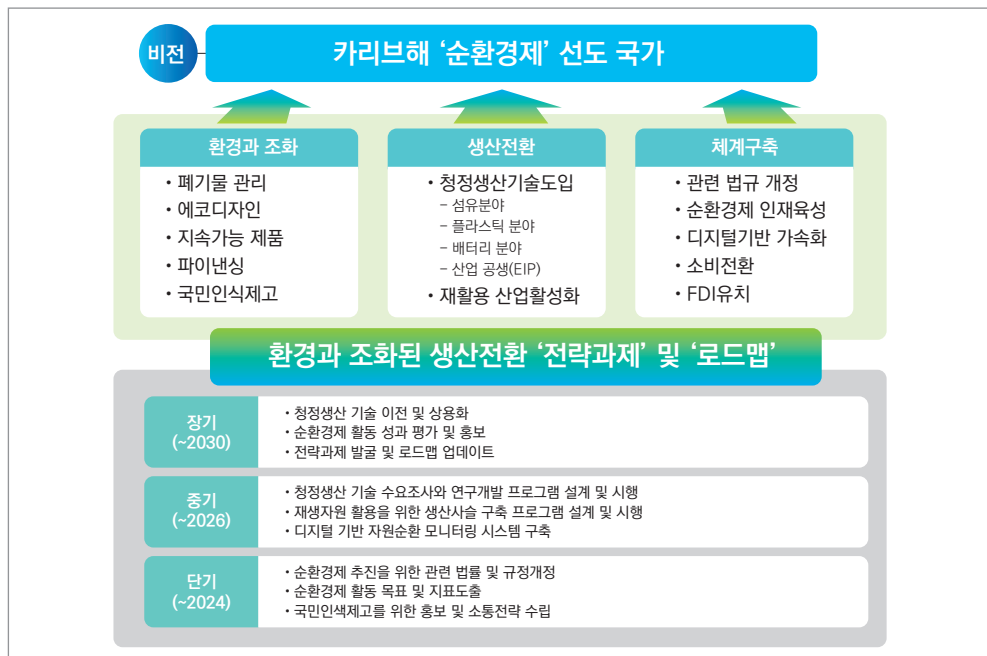 비전
카리브해 ‘순환경제’ 선도 국가
환경과 조화
• 폐기물 관리
• 에코디자인
• 지속가능 제품
• 파이낸싱
• 국민인식제고
생산전환
• 청정생산기술도입
– 섬유분야
– 플라스틱 분야
– 배터리 분야
– 산업 공생(EIP)
• 재활용 산업활성화
체계구축
• 관련 법규 개정
• 순환경제 인재육성
• 디지털기반 가속화
• 소비전환
• FDI유치
환경과 조화된 생산전환 ‘전략과제’ 및 ‘로드맵’
장기
(~2030)
• 청정생산 기술 이전 및 상용화
• 순환경제 활동 성과 평가 및 홍보
• 전략과제 발굴 및 로드맵 업데이트
중기
(~2026)
• 청정생산 기술 수요조사와 연구개발 프로그램 설계 및 시행
• 재생자원 활용을 위한 생산사슬 구축 프로그램 설계 및 시행
• 디지털 기반 자원순환 모니터링 시스템 구축
단기
(~2024)
• 순환경제 추진을 위한 관련 법률 및 규정개정
• 순환경제 활동 목표 및 지표도출
• 국민인색제고를 위한 홍보 및 소통전략 수립